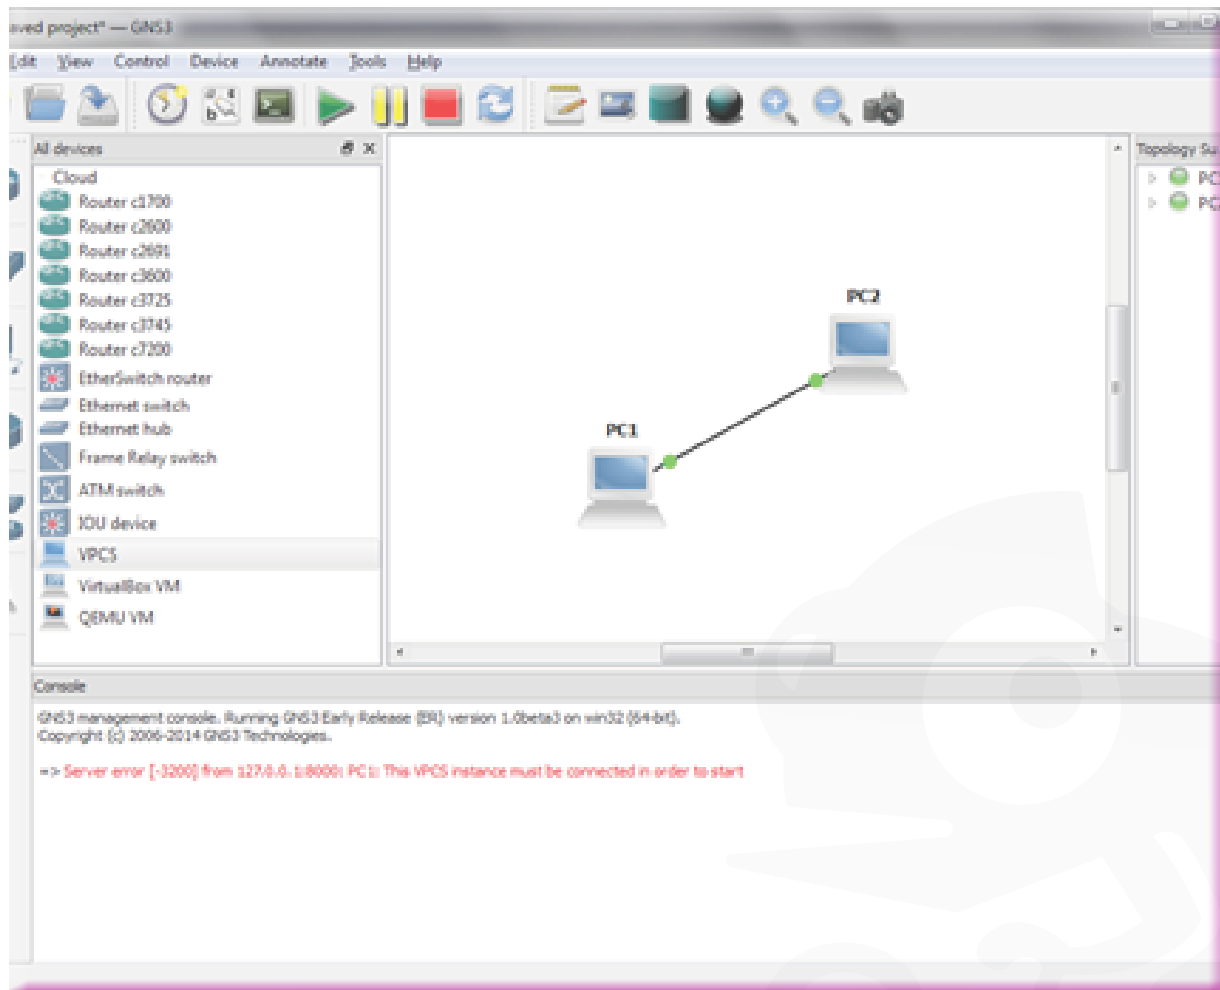 aved project* — GNS3
Edit View Control Device Annotate Tools Help
All devices
Cloud
Router c1700
Router c2600
Router c2691
Router c3600
Router c3725
Router c3745
Router c7200
EtherSwitch router
Ethernet switch
Ethernet hub
Frame Relay switch
ATM switch
IOU device
VPCS
VirtualBox VM
QEMU VM
PC2
PC1
Topology Su
PC
PC
Console
GNS3 management console. Running GNS3 Early Release (ER) version 1.0beta3 on win32 (64-bit).
Copyright (c) 2006-2014 GNS3 Technologies.
=> Server error [-3200] from 127.0.0.1:8000: PC1: This VPCS instance must be connected in order to start